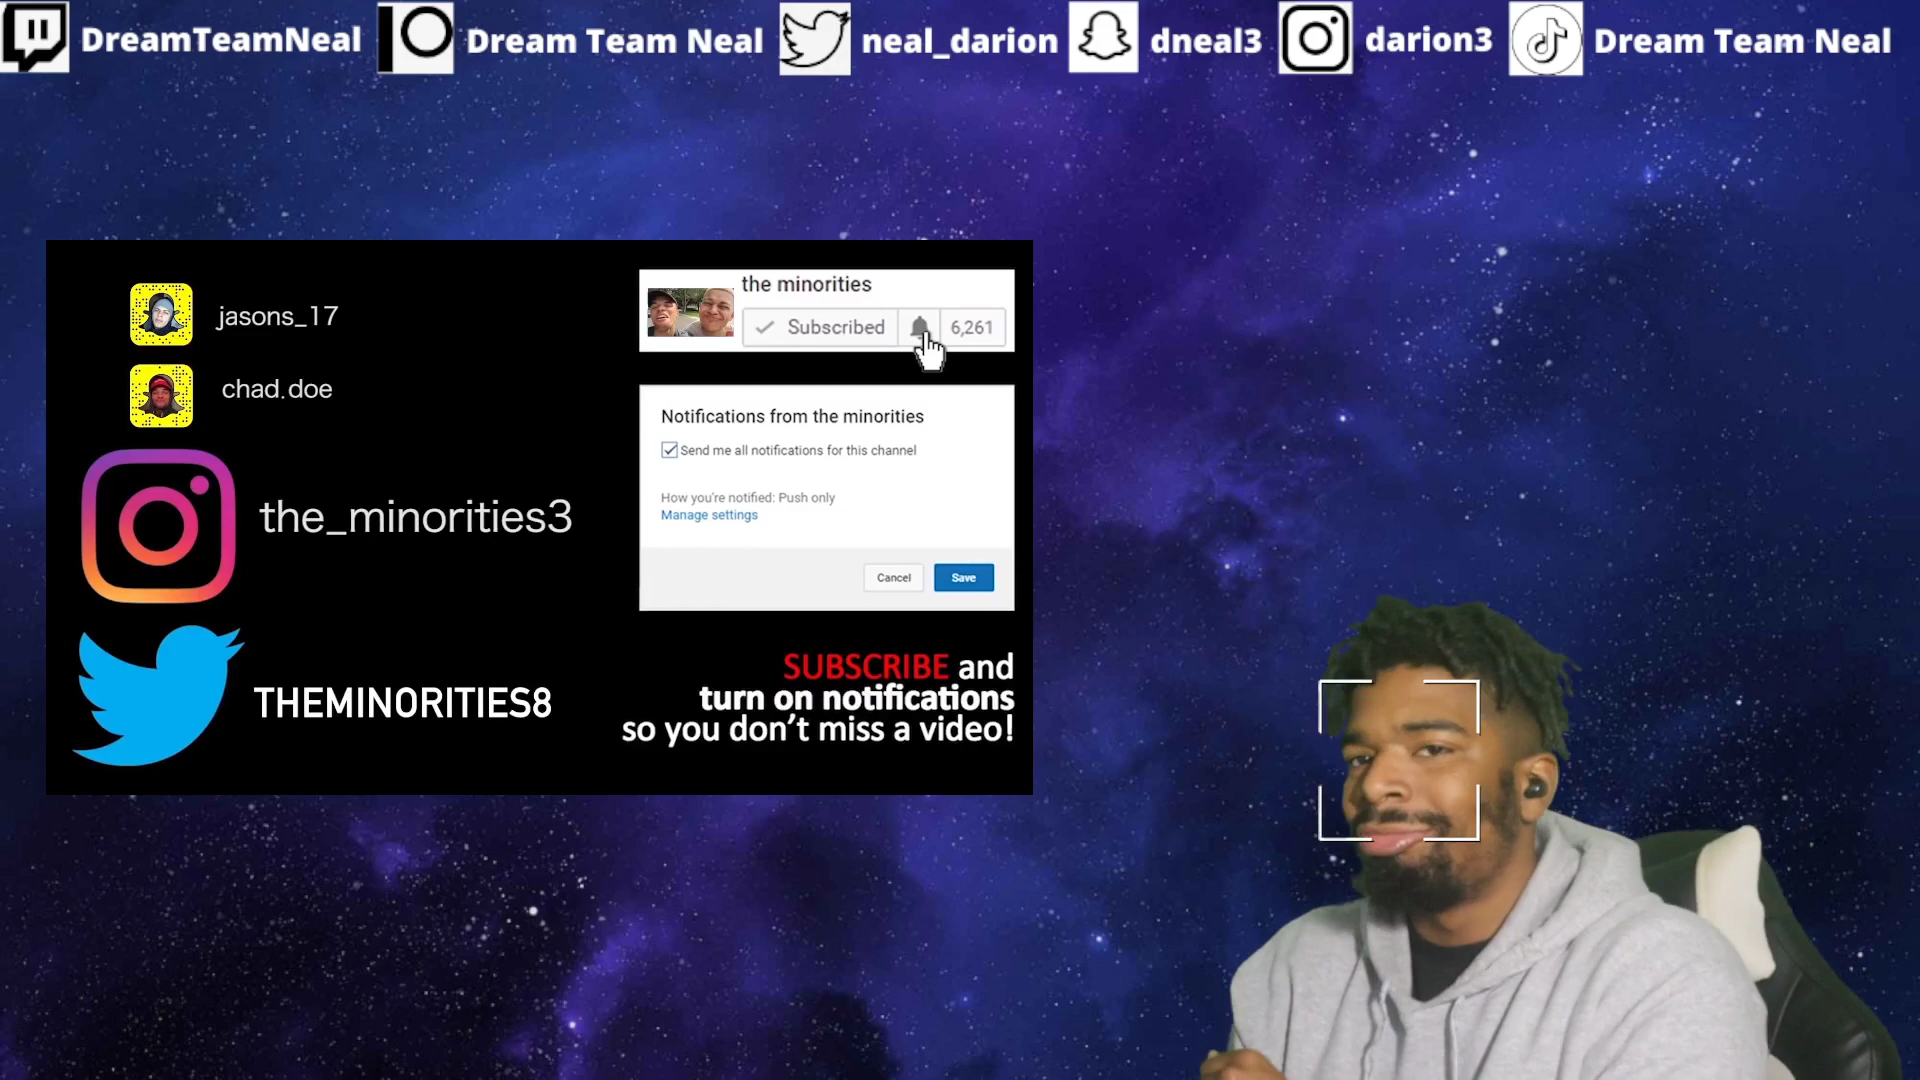 DreamTeamNeal Dream Team Neal neal_darion dneal3 darion3 Dream Team Neal
jasons_17
chad.doe
the_minorities3
THEMINORITIES8
the minorities
Subscribed 6,261
Notifications from the minorities
Send me all notifications for this channel
How you're notified: Push only
Manage settings
Cancel Save
SUBSCRIBE and
turn on notifications
so you don't miss a video!